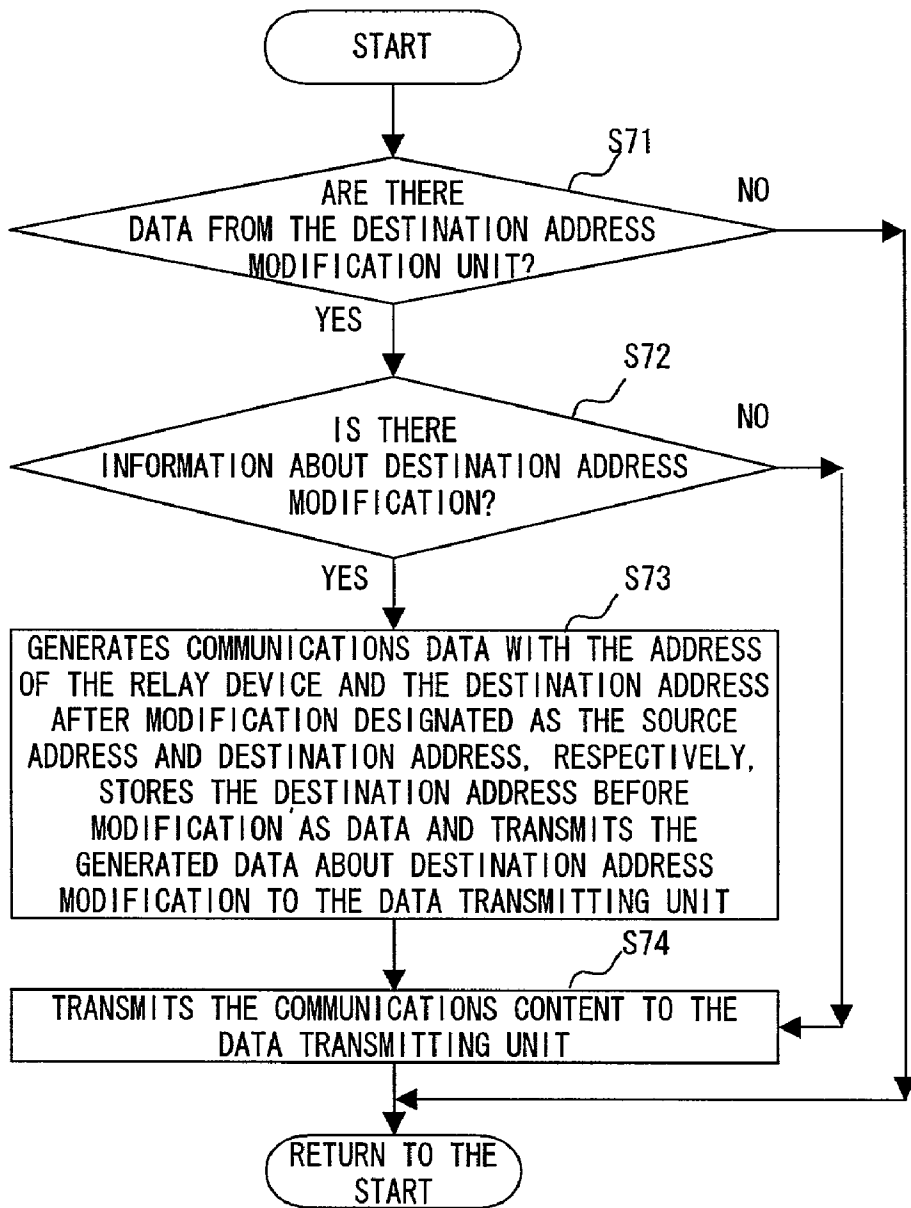 START
S71
ARE THERE
NO
DATA FROM THE DESTINATION ADDRESS
MODIFICATION UNIT?
YES
S72
NO
IS THERE
INFORMATION ABOUT DESTINATION ADDRESS
MODIFICATION?
YES
S73
GENERATES COMMUNICATIONS DATA WITH THE ADDRESS
OF THE RELAY DEVICE AND THE DESTINATION ADDRESS
AFTER MODIFICATION DESIGNATED AS THE SOURCE
ADDRESS AND DESTINATION ADDRESS, RESPECTIVELY,
STORES THE DESTINATION ADDRESS BEFORE
MODIFICATION AS DATA AND TRANSMITS THE
GENERATED DATA ABOUT DESTINATION ADDRESS
MODIFICATION TO THE DATA TRANSMITTING UNIT
S74
TRANSMITS THE COMMUNICATIONS CONTENT TO THE
DATA TRANSMITTING UNIT
RETURN TO THE
START